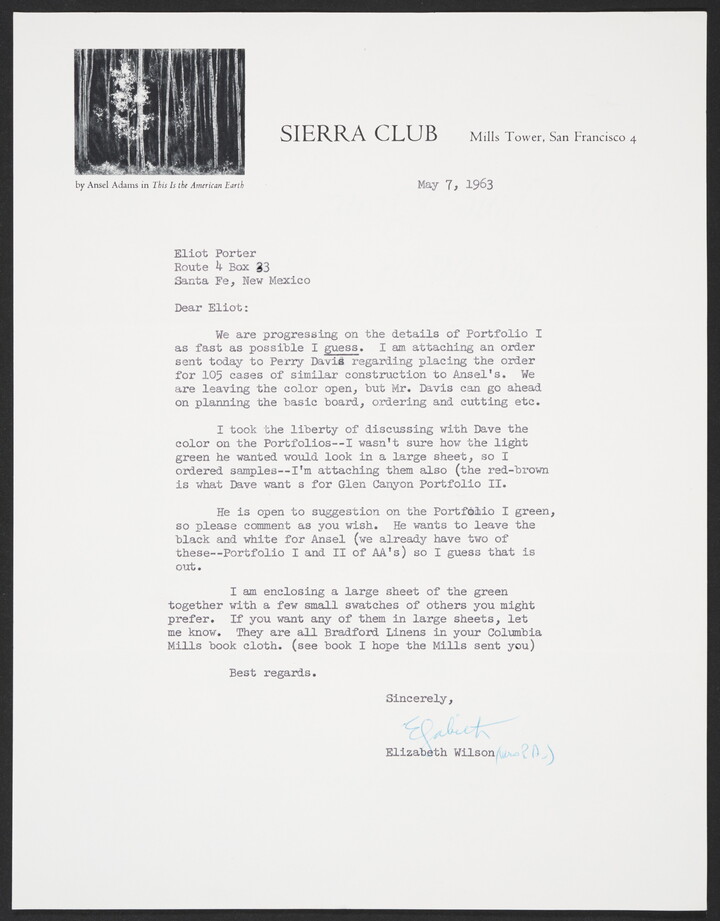 SIERRA CLUB Mills Tower, San Francisco 4
by Ansel Adams in This Is the American Earth
May 7, 1963
Eliot Porter
Route 4 Box 33
Santa Fe, New Mexico
Dear Eliot:
We are progressing on the details of Portfolio I
as fast as possible I guess. I am attaching an order
sent today to Perry Davis regarding placing the order
for 105 cases of similar construction to Ansel's. We
are leaving the color open, but Mr. Davis can go ahead
on planning the basic board, ordering and cutting etc.
I took the liberty of discussing with Dave the
color on the Portfolios--I wasn't sure how the light
green he wanted would look in a large sheet, so I
ordered samples--I'm attaching them also (the red-brown
is what Dave want s for Glen Canyon Portfolio II.
He is open to suggestion on the Portfolio I green,
so please comment as you wish. He wants to leave the
black and white for Ansel (we already have two of
these--Portfolio I and II of AA's) so I guess that is
out.
I am enclosing a large sheet of the green
together with a few small swatches of others you might
prefer. If you want any of them in large sheets, let
me know. They are all Bradford Linens in your Columbia
Mills book cloth. (see book I hope the Mills sent you)
Best regards.
Sincerely,
Elizabeth
Elizabeth Wilson